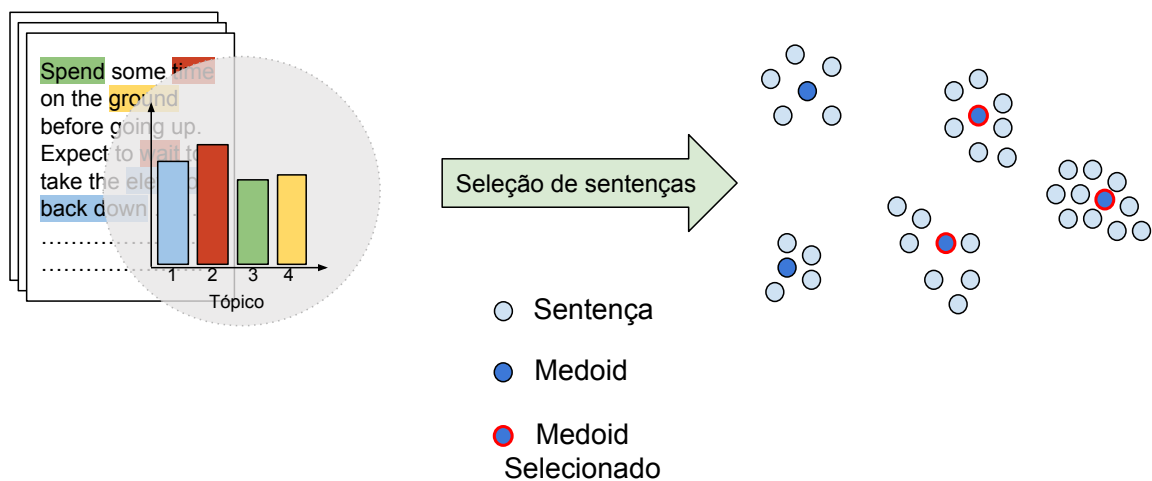 Spend some time
on the ground
before going up.
Expect to wait to
take the
back down . . . .
......................
......................
1 2 3 4
Tópico
Seleção de sentenças
Sentença
Medoid
Medoid
Selecionado